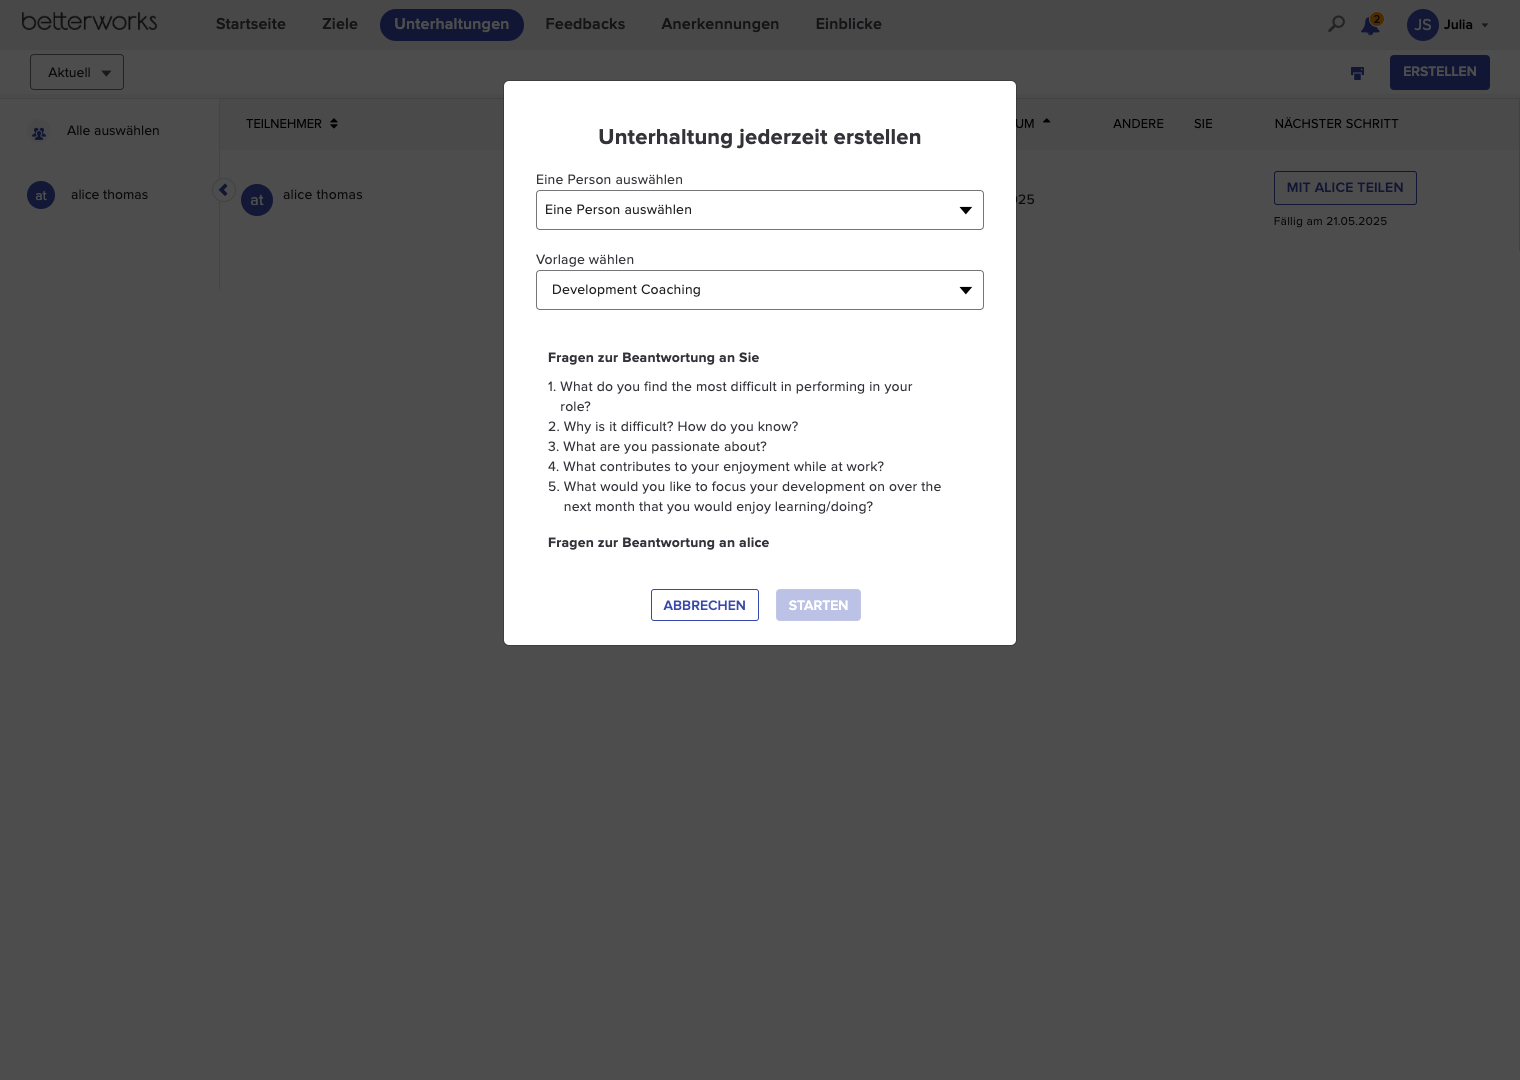 betterworks
Startseite
Ziele
Unterhaltungen
Feedbacks
Anerkennungen
Einblicke
2
JS
Julia
Aktuell
ERSTELLEN
Alle auswählen
TEILNEHMER
UM
ANDERE
SIE
NÄCHSTER SCHRITT
at
alice thomas
at
alice thomas
25
MIT ALICE TEILEN
Fällig am 21.05.2025
Unterhaltung jederzeit erstellen
Eine Person auswählen
Eine Person auswählen
Vorlage wählen
Development Coaching
Fragen zur Beantwortung an Sie
1. What do you find the most difficult in performing in your
role?
2. Why is it difficult? How do you know?
3. What are you passionate about?
4. What contributes to your enjoyment while at work?
5. What would you like to focus your development on over the
next month that you would enjoy learning/doing?
Fragen zur Beantwortung an alice
ABBRECHEN
STARTEN